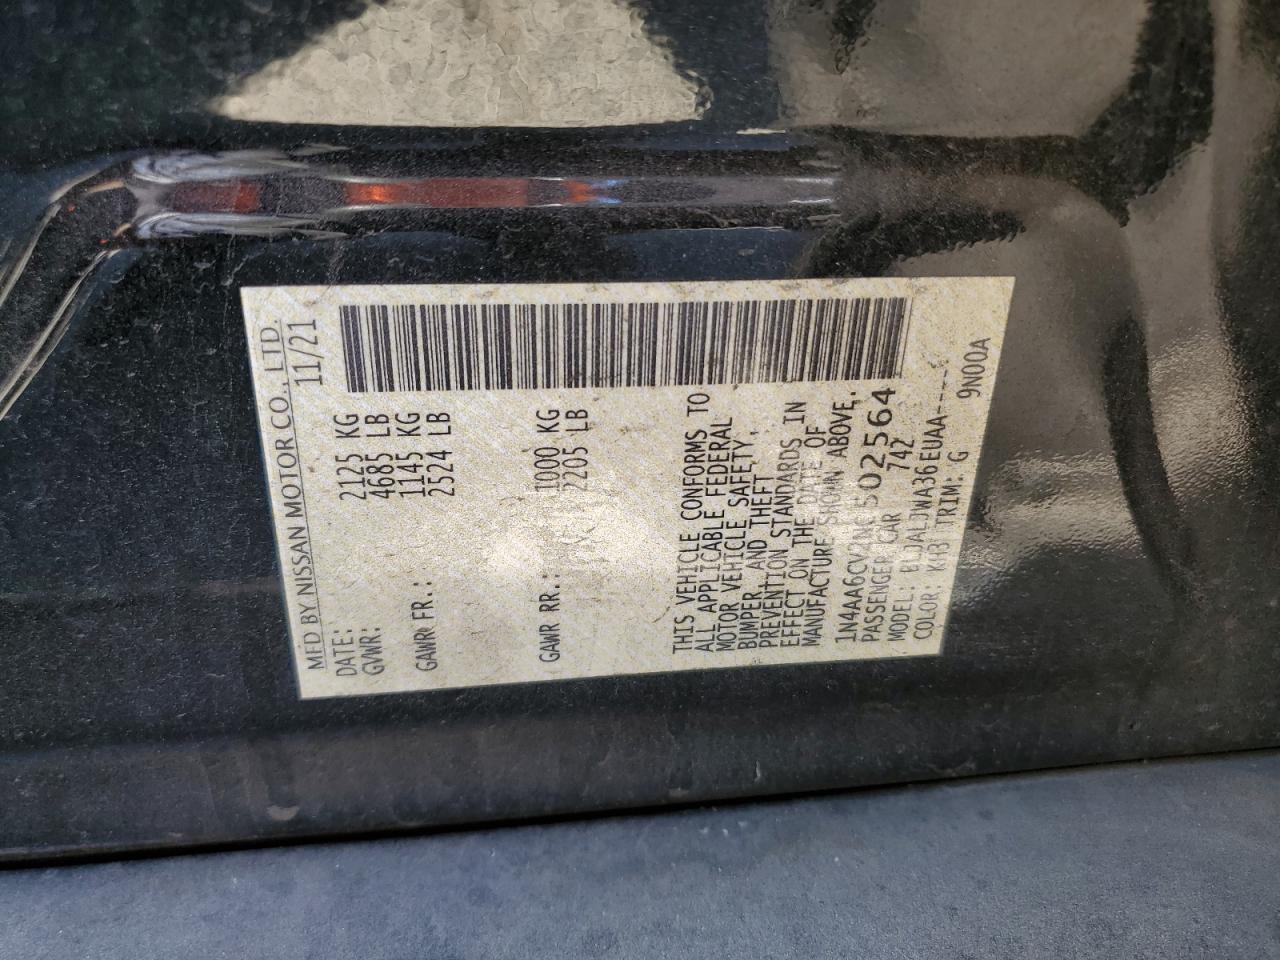 MFD BY NISSAN MOTOR CO., LTD.
DATE: 11/21
GVWR: 2125 KG
4685 LB
GAWR FR.: 1145 KG
2524 LB
GAWR RR.: 1000 KG
2205 LB
THIS VEHICLE CONFORMS TO
ALL APPLICABLE FEDERAL
MOTOR VEHICLE SAFETY,
BUMPER, AND THEFT
PREVENTION STANDARDS IN
EFFECT ON THE DATE OF
MANUFACTURE SHOWN ABOVE.
1N4AA6CV2NC502564
PASSENGER CAR 742
MODEL: BLJALDWA36EUAA-----
COLOR: KH3 TRIM: G 9N00A